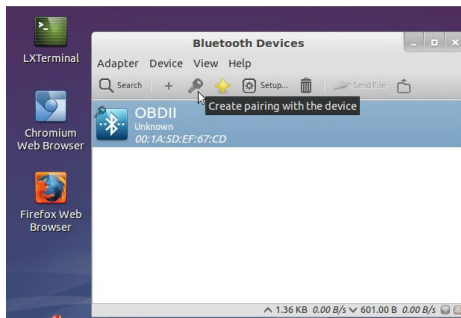 LXTerminal
Chromium
Web Browser
Firefox Web
Browser
Bluetooth Devices
Adapter Device View Help
Search Setup... Send File
Create pairing with the device
OBDII
Unknown
00:1A:5D:EF:67:CD
1.36 KB 0.00 B/s 601.00 B 0.00 B/s